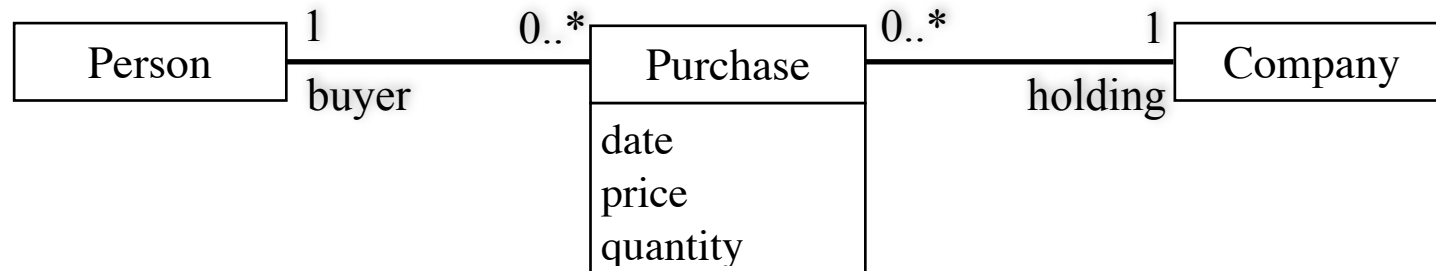 1 0..* 0..* 1
Person Purchase Company
buyer holding
date
price
quantity